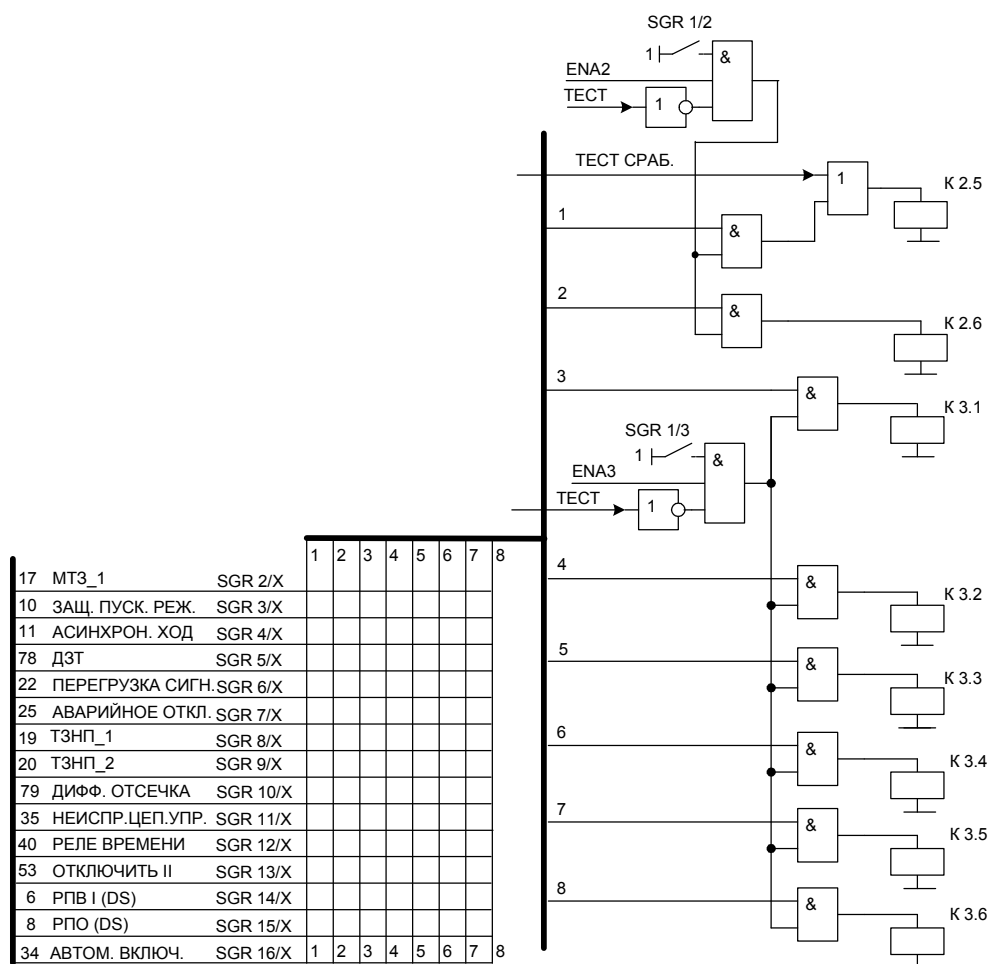 SGR 1/2
1
&
ENA2
ТЕСТ
1
ТЕСТ СРАБ.
1
К 2.5
1
&
2
&
К 2.6
3
&
К 3.1
SGR 1/3
1
&
ENA3
ТЕСТ
1
1 2 3 4 5 6 7 8
17 МТЗ_1 SGR 2/X
10 ЗАЩ. ПУСК. РЕЖ. SGR 3/X
11 АСИНХРОН. ХОД SGR 4/X
78 ДЗТ SGR 5/X
22 ПЕРЕГРУЗКА СИГН. SGR 6/X
25 АВАРИЙНОЕ ОТКЛ. SGR 7/X
19 ТЗНП_1 SGR 8/X
20 ТЗНП_2 SGR 9/X
79 ДИФФ. ОТСЕЧКА SGR 10/X
35 НЕИСПР.ЦЕП.УПР. SGR 11/X
40 РЕЛЕ ВРЕМЕНИ SGR 12/X
53 ОТКЛЮЧИТЬ II SGR 13/X
6 РПВ I (DS) SGR 14/X
8 РПО (DS) SGR 15/X
34 АВТОМ. ВКЛЮЧ. SGR 16/X 1 2 3 4 5 6 7 8
4
&
К 3.2
5
&
К 3.3
6
&
К 3.4
7
&
К 3.5
8
&
К 3.6